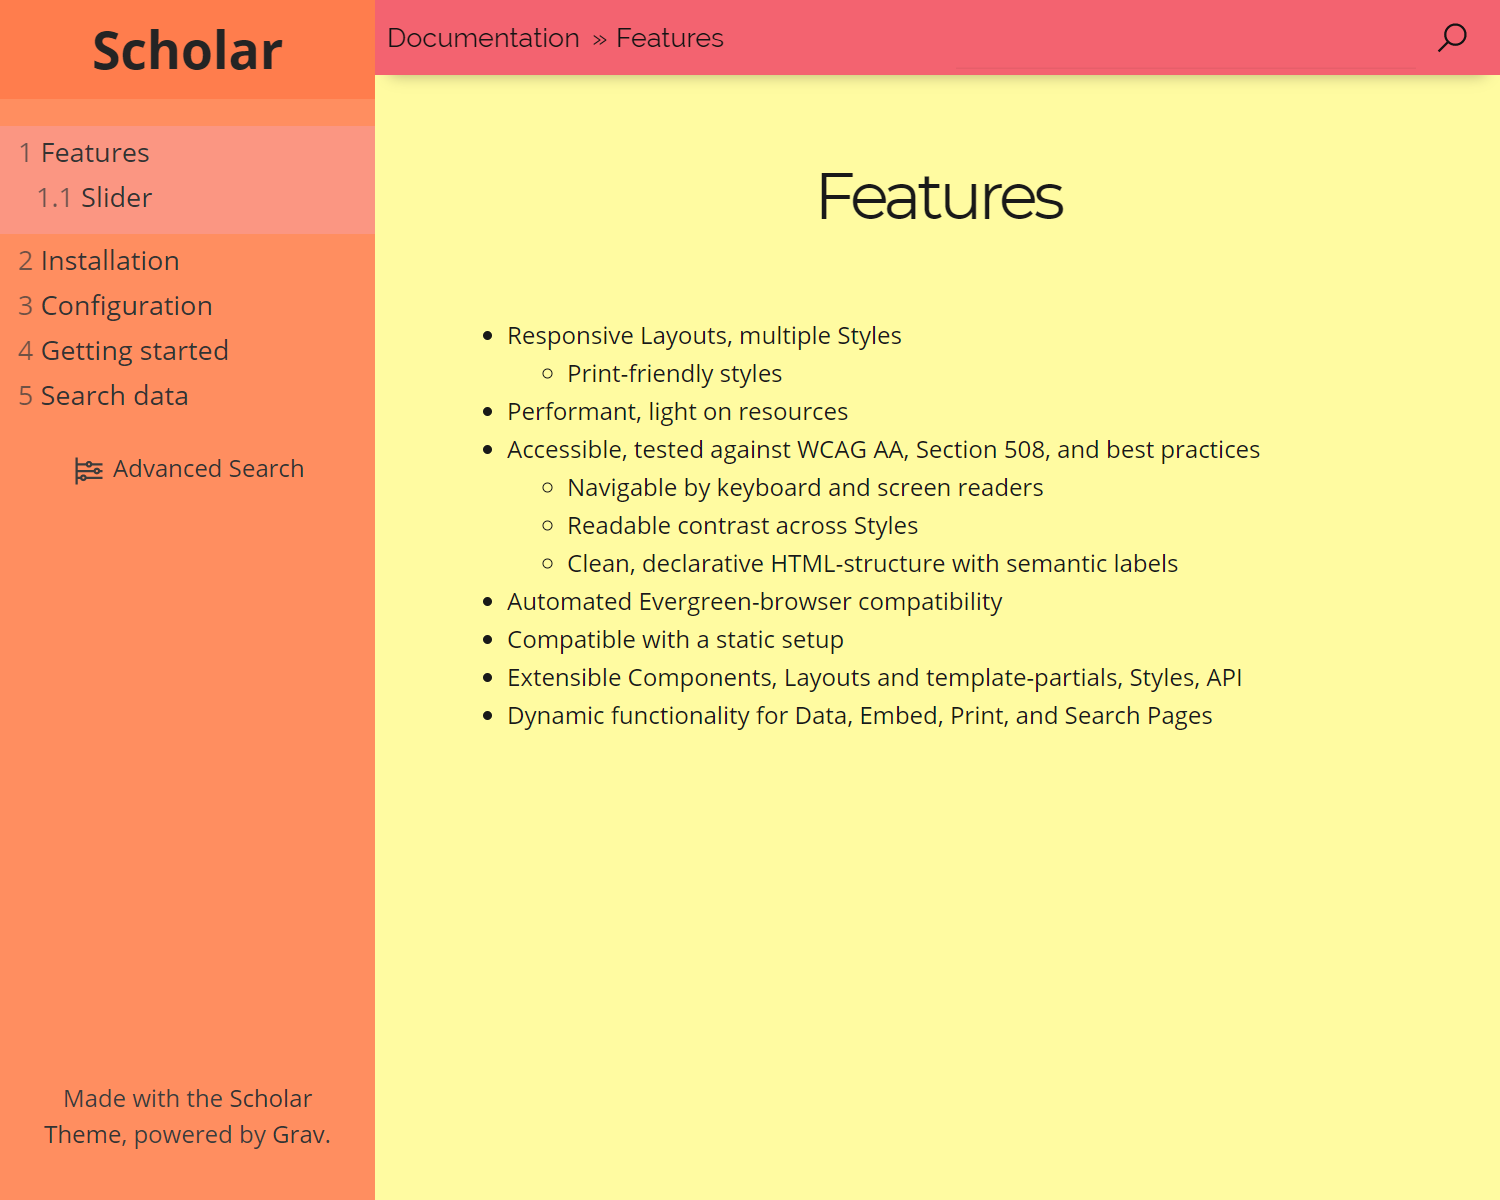 Scholar
Documentation » Features
1 Features
1.1 Slider
2 Installation
3 Configuration
4 Getting started
5 Search data
Advanced Search
Made with the Scholar
Theme, powered by Grav.
Features
Responsive Layouts, multiple Styles
Print-friendly styles
Performant, light on resources
Accessible, tested against WCAG AA, Section 508, and best practices
Navigable by keyboard and screen readers
Readable contrast across Styles
Clean, declarative HTML-structure with semantic labels
Automated Evergreen-browser compatibility
Compatible with a static setup
Extensible Components, Layouts and template-partials, Styles, API
Dynamic functionality for Data, Embed, Print, and Search Pages